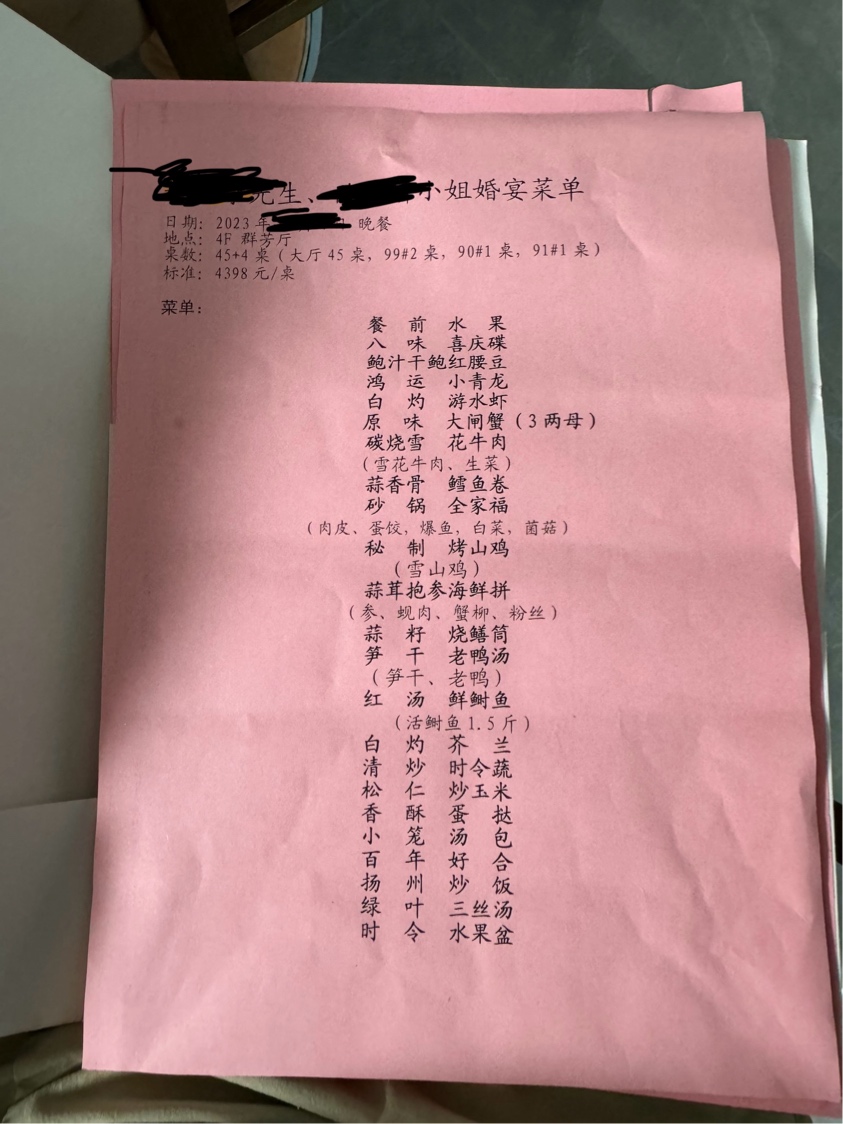 先生、小姐婚宴菜单
日期: 2023年 晚餐
地点: 4F 群芳厅
桌数: 45+4 桌（大厅 45 桌, 99#2 桌, 90#1 桌, 91#1 桌）
标准: 4398 元/桌
菜单:
餐前水果
八味喜庆碟
鲍汁干鲍红腰豆
鸿运小青龙
白灼游水虾
原味大闸蟹（3 两母）
碳烧雪花牛肉
（雪花牛肉、生菜）
蒜香骨鳕鱼卷
砂锅全家福
（肉皮、蛋饺, 爆鱼, 白菜, 菌菇）
秘制烤山鸡
（雪山鸡）
蒜茸抱参海鲜拼
（参、蚬肉、蟹柳、粉丝）
蒜籽烧鳝筒
笋干老鸭汤
（笋干、老鸭）
红汤鲜鲥鱼
（活鲥鱼 1.5 斤）
白灼芥兰
清炒时令蔬
松仁炒玉米
香酥蛋挞
小笼汤包
百年好合
扬州炒饭
绿叶三丝汤
时令水果盆